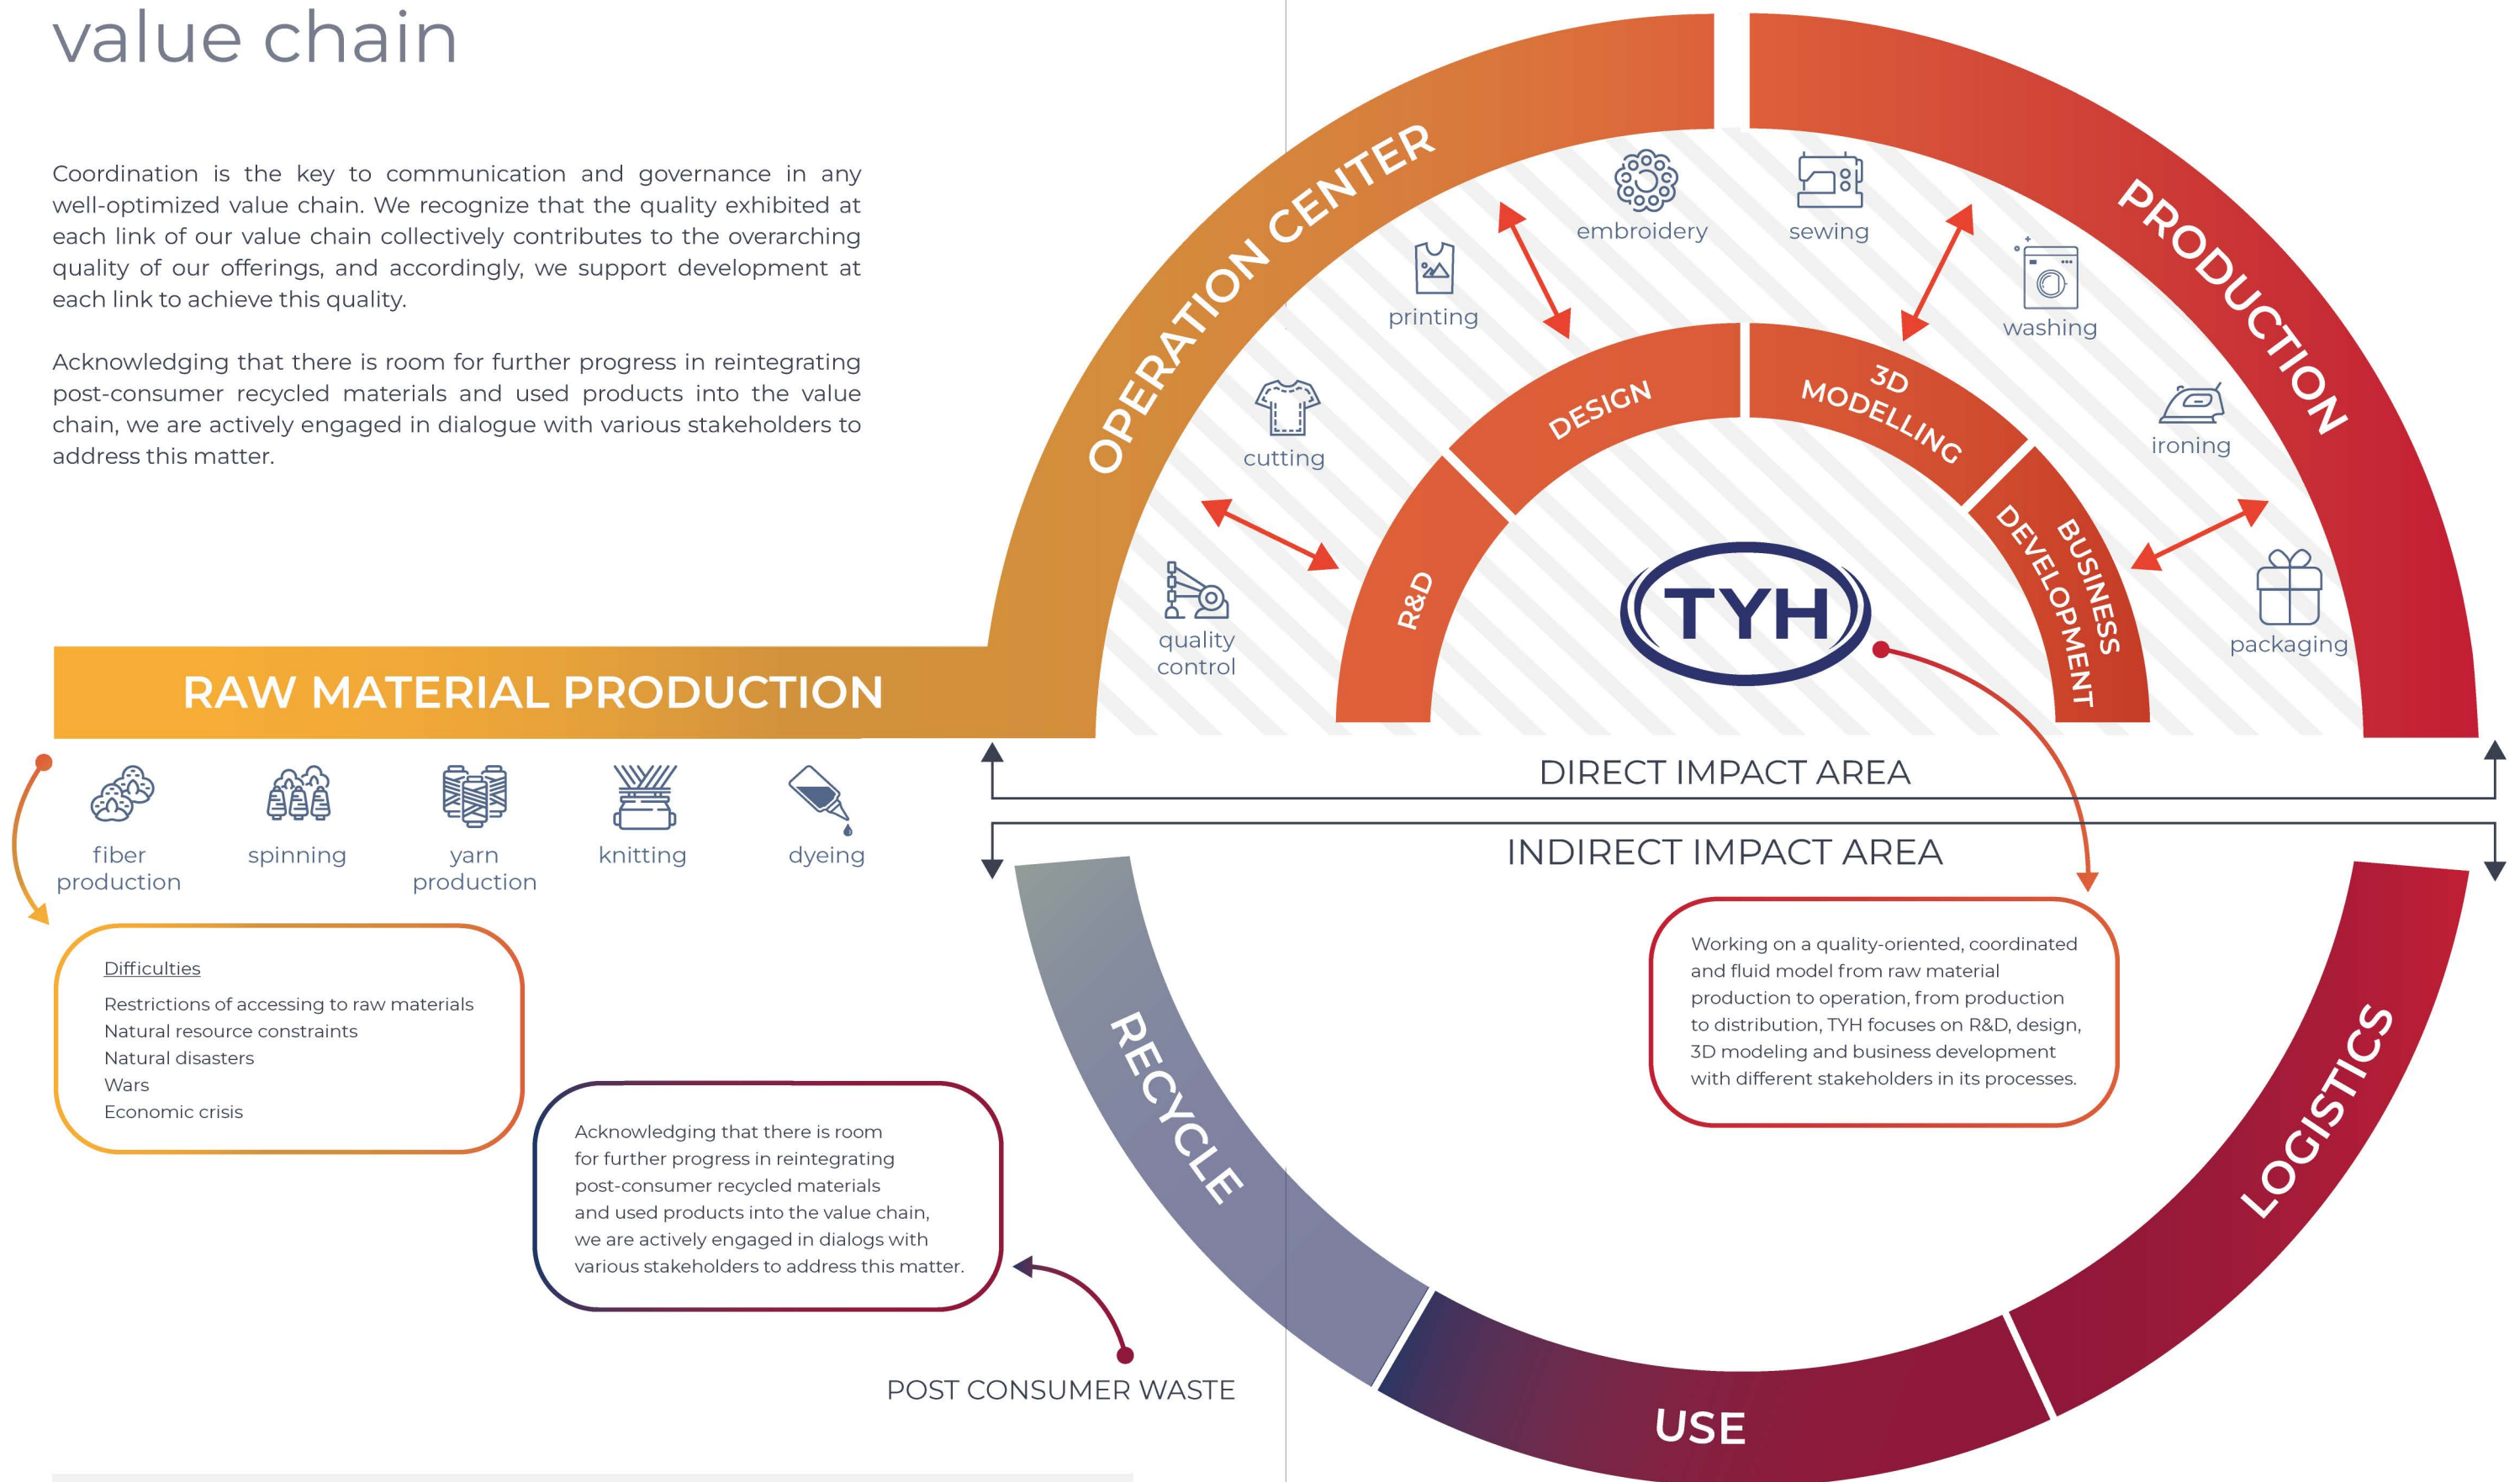 value chain
Coordination is the key to communication and governance in any
well-optimized value chain. We recognize that the quality exhibited at
each link of our value chain collectively contributes to the overarching
quality of our offerings, and accordingly, we support development at
each link to achieve this quality.
Acknowledging that there is room for further progress in reintegrating
post-consumer recycled materials and used products into the value
chain, we are actively engaged in dialogue with various stakeholders to
address this matter.
RAW MATERIAL PRODUCTION
fiber
production
spinning
yarn
production
knitting
dyeing
Difficulties
Restrictions of accessing to raw materials
Natural resource constraints
Natural disasters
Wars
Economic crisis
OPERATION CENTER
quality
control
cutting
printing
embroidery
PRODUCTION
sewing
washing
ironing
packaging
R&D
DESIGN
3D
MODELLING
BUSINESS
DEVELOPMENT
TYH
DIRECT IMPACT AREA
INDIRECT IMPACT AREA
Working on a quality-oriented, coordinated
and fluid model from raw material
production to operation, from production
to distribution, TYH focuses on R&D, design,
3D modeling and business development
with different stakeholders in its processes.
LOGISTICS
USE
RECYCLE
Acknowledging that there is room
for further progress in reintegrating
post-consumer recycled materials
and used products into the value chain,
we are actively engaged in dialogs with
various stakeholders to address this matter.
POST CONSUMER WASTE